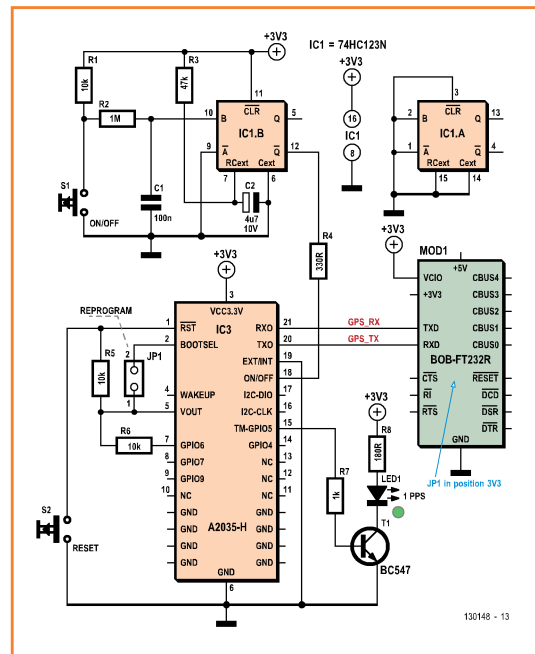 +3V3
IC1 = 74HC123N
R1
10k
R2
1M
R3
47k
11
CLR
10
B
Q
5
IC1.B
9
A
Q
12
RCext
Cext
7
6
C1
100n
C2
4u7
10V
S1
ON/OFF
R4
330R
+3V3
16
IC1
8
3
2
B
Q
13
IC1.A
1
A
Q
4
RCext
Cext
15
14
+3V3
MOD1
+5V
VCIO
CBUS4
+3V3
CBUS3
CBUS2
TXD
CBUS1
RXD
CBUS0
BOB-FT232R
CTS
RESET
RI
DCD
RTS
DSR
DTR
GND
JP1 in position 3V3
GPS_RX
GPS_TX
+3V3
3
VCC3.3V
IC3
1
RST
RXO
21
2
BOOTSEL
TXO
20
EXT/INT
19
ON/OFF
18
4
WAKEUP
I2C-DIO
17
5
VOUT
I2C-CLK
16
TM-GPIO5
15
7
GPIO6
GPIO4
14
8
GPIO7
NC
13
9
GPIO9
NC
12
10
NC
NC
11
GND
GND
GND
GND
GND
GND
A2035-H
GND
GND
GND
6
REPROGRAM
2
JP1
1
R5
10k
R6
10k
S2
RESET
R7
1k
+3V3
R8
180R
LED1
1 PPS
T1
BC547
130148 - 13